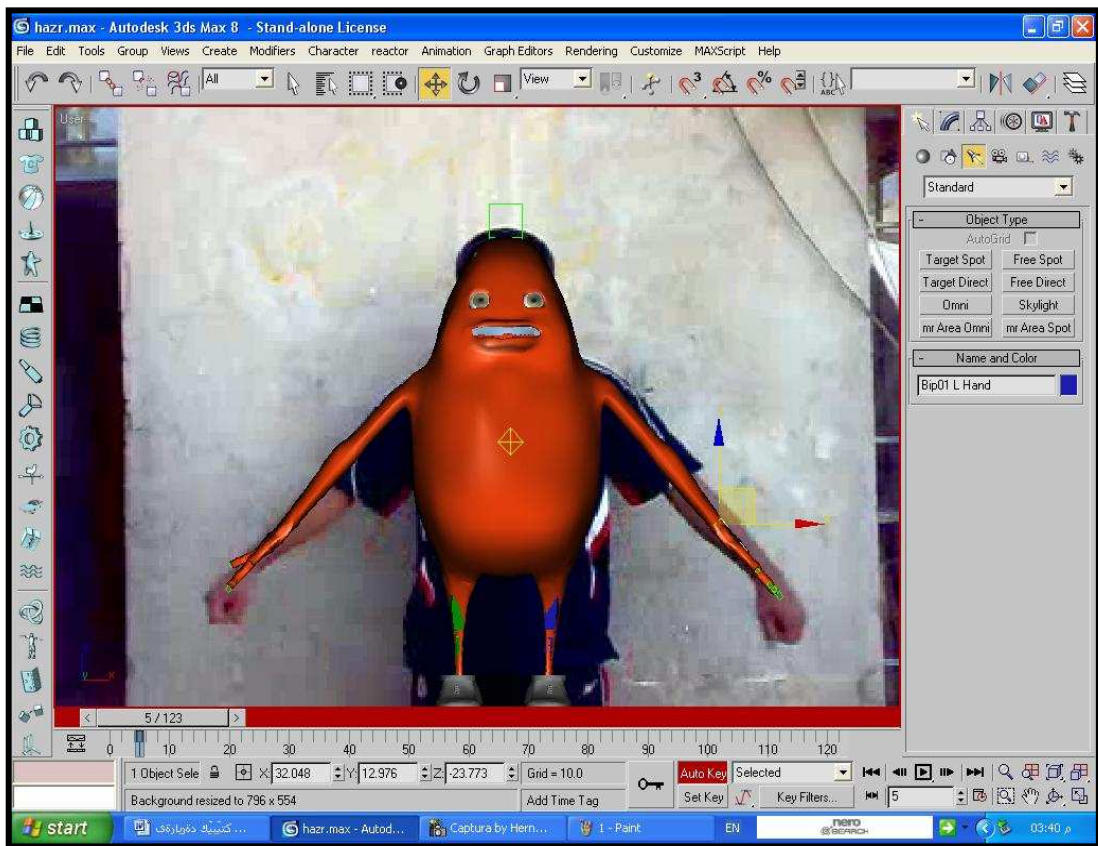 hazr.max - Autodesk 3ds Max 8 - Stand-alone License
File Edit Tools Group Views Create Modifiers Character reactor Animation Graph Editors Rendering Customize MAXScript Help
All View
User
Standard
- Object Type
AutoGrid
Target Spot Free Spot
Target Direct Free Direct
Omni Skylight
mr Area Omni mr Area Spot
- Name and Color
Bip01 L Hand
< 5 / 123 >
0 10 20 30 40 50 60 70 80 90 100 110 120
1 Object Sele X: 32.048 Y: 12.976 Z: -23.773 Grid = 10.0 Auto Key Selected
Background resized to 796 x 554 Add Time Tag Set Key Key Filters... 5
start ... كتێبێك دةربارةى hazr.max - Autod... Captura by Hern... 1 - Paint EN nero SEARCH 03:40 م